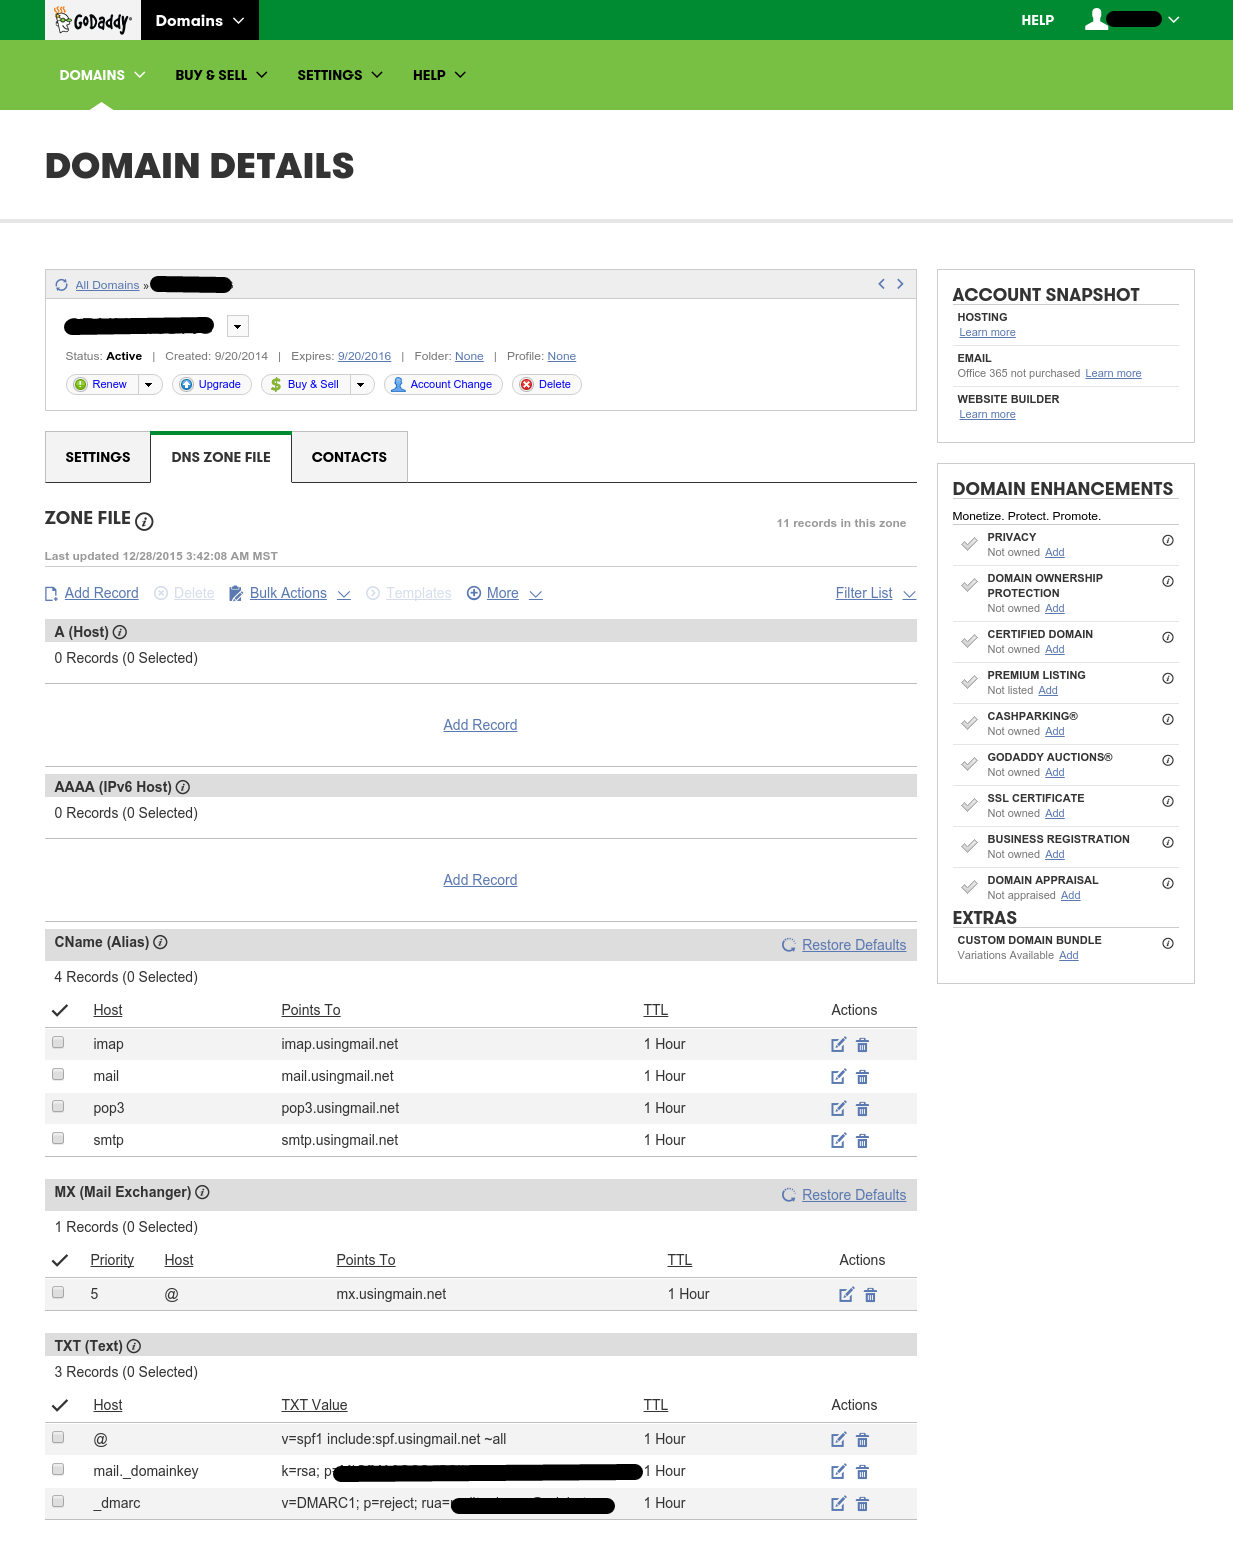 GoDaddy Domains HELP
DOMAINS BUY & SELL SETTINGS HELP
DOMAIN DETAILS
All Domains »
Status: Active | Created: 9/20/2014 | Expires: 9/20/2016 | Folder: None | Profile: None
Renew Upgrade Buy & Sell Account Change Delete
SETTINGS DNS ZONE FILE CONTACTS
ZONE FILE
11 records in this zone
Last updated 12/28/2015 3:42:08 AM MST
Add Record Delete Bulk Actions Templates More Filter List
A (Host)
0 Records (0 Selected)
Add Record
AAAA (IPv6 Host)
0 Records (0 Selected)
Add Record
CName (Alias) Restore Defaults
4 Records (0 Selected)
Host Points To TTL Actions
imap imap.usingmail.net 1 Hour
mail mail.usingmail.net 1 Hour
pop3 pop3.usingmail.net 1 Hour
smtp smtp.usingmail.net 1 Hour
MX (Mail Exchanger) Restore Defaults
1 Records (0 Selected)
Priority Host Points To TTL Actions
5 @ mx.usingmain.net 1 Hour
TXT (Text)
3 Records (0 Selected)
Host TXT Value TTL Actions
@ v=spf1 include:spf.usingmail.net ~all 1 Hour
mail._domainkey k=rsa; p= 1 Hour
_dmarc v=DMARC1; p=reject; rua= 1 Hour
ACCOUNT SNAPSHOT
HOSTING
Learn more
EMAIL
Office 365 not purchased Learn more
WEBSITE BUILDER
Learn more
DOMAIN ENHANCEMENTS
Monetize. Protect. Promote.
PRIVACY
Not owned Add
DOMAIN OWNERSHIP
PROTECTION
Not owned Add
CERTIFIED DOMAIN
Not owned Add
PREMIUM LISTING
Not listed Add
CASHPARKING®
Not owned Add
GODADDY AUCTIONS®
Not owned Add
SSL CERTIFICATE
Not owned Add
BUSINESS REGISTRATION
Not owned Add
DOMAIN APPRAISAL
Not appraised Add
EXTRAS
CUSTOM DOMAIN BUNDLE
Variations Available Add